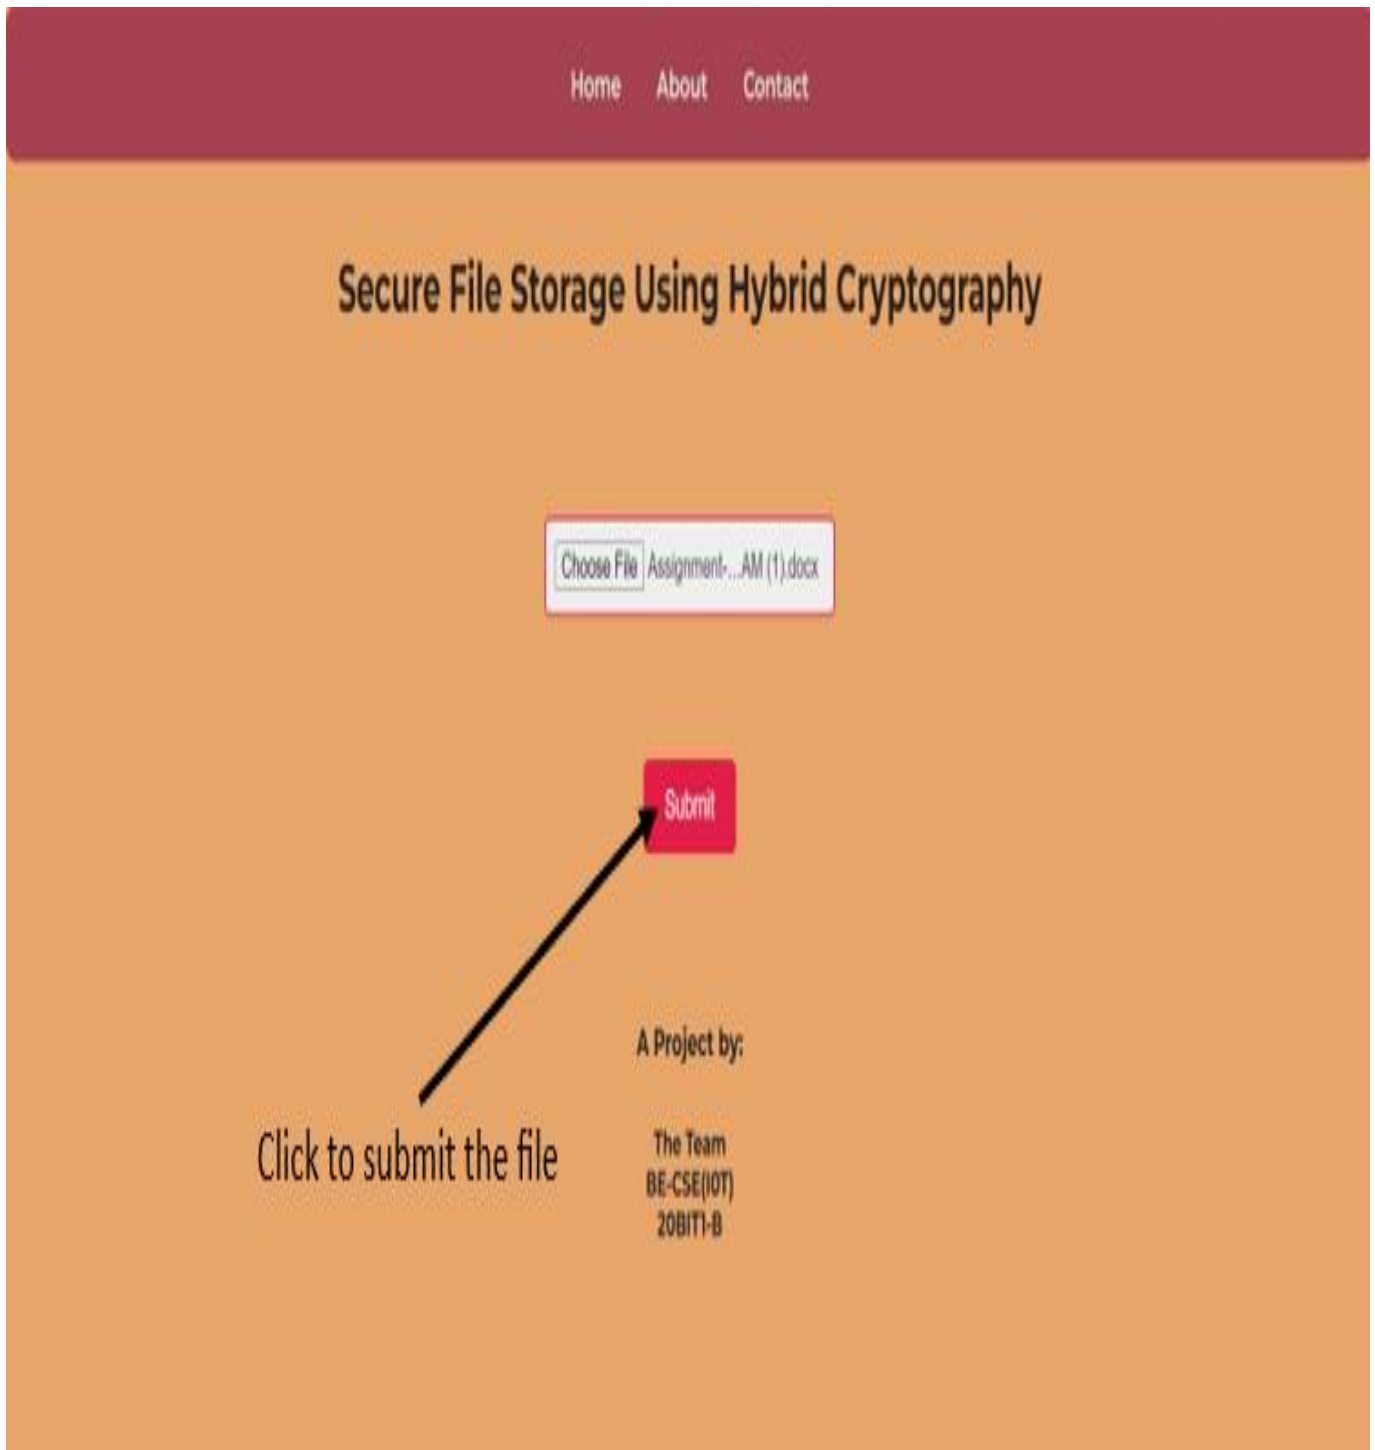 Home About Contact
Secure File Storage Using Hybrid Cryptography
Choose File Assignment-...AM (1).docx
Submit
A Project by:
Click to submit the file
The Team
BE-CSE(IOT)
20BIT1-B